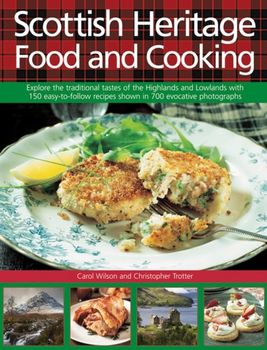 Scottish Heritage
Food and Cooking
Explore the traditional tastes of the Highlands and Lowlands with
150 easy-to-follow recipes shown in 700 evocative photographs
Carol Wilson and Christopher Trotter